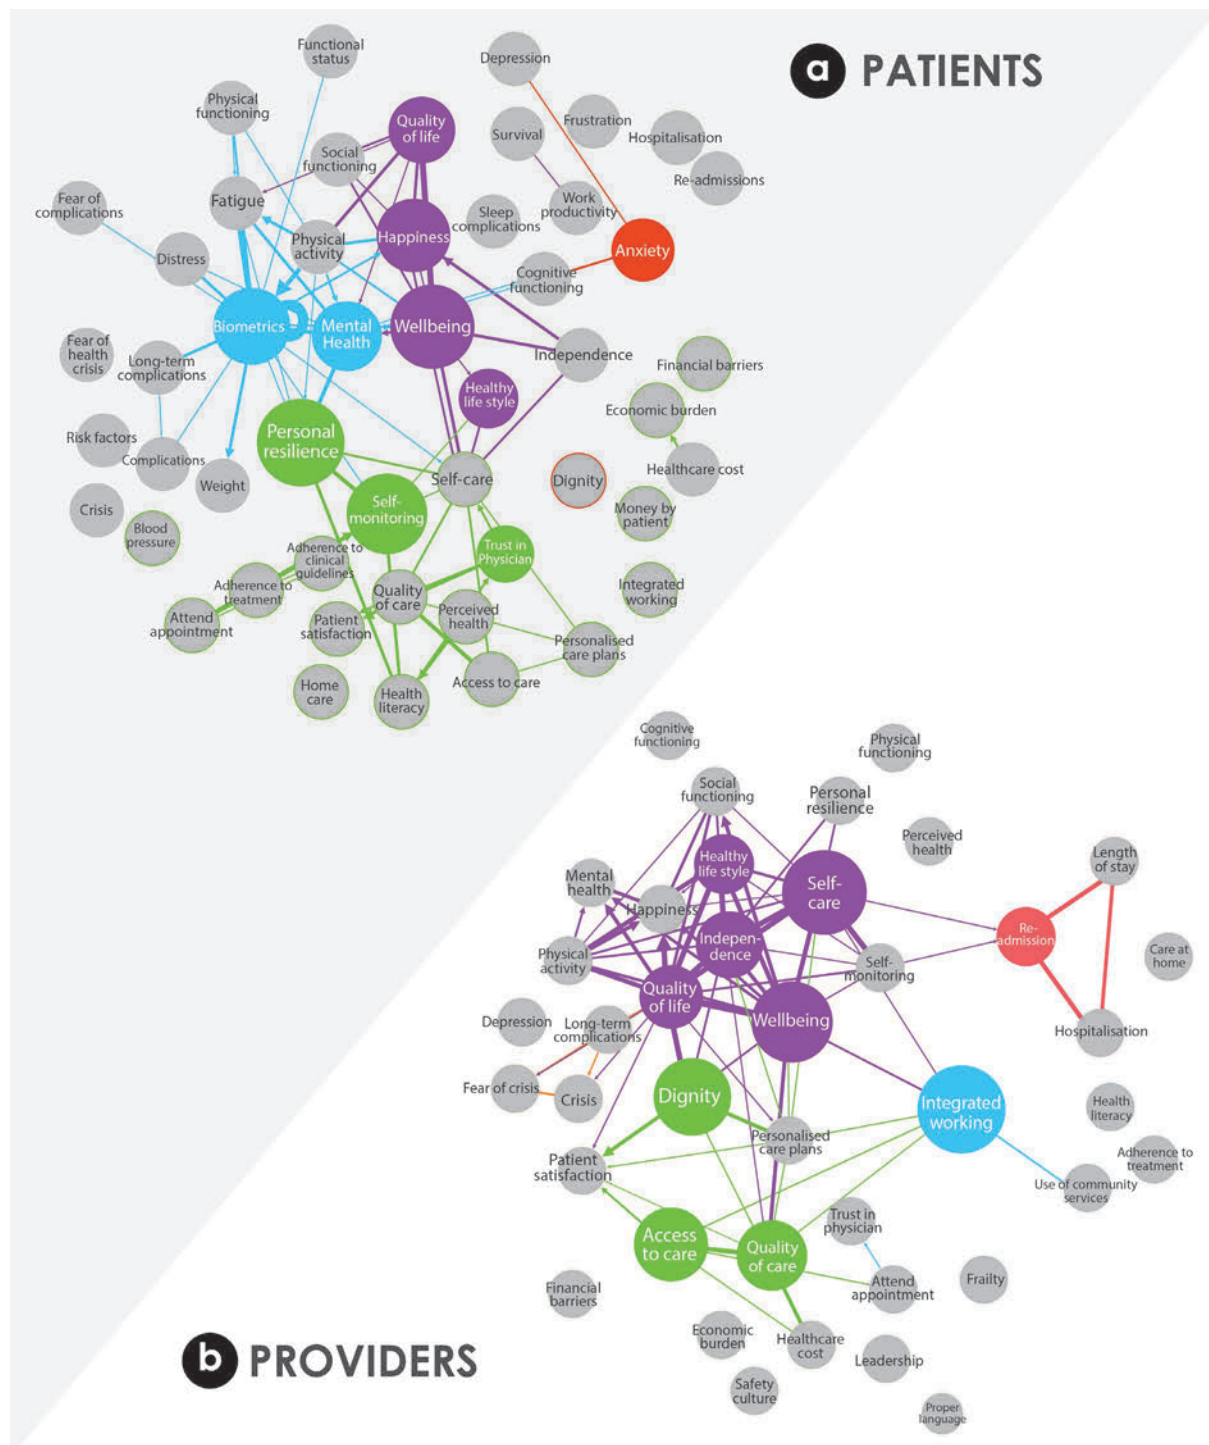 a PATIENTS
Functional
status
Depression
Physical
functioning
Quality
of life
Frustration
Survival
Hospitalisation
Social
functioning
Re-admissions
Fear of
complications
Fatigue
Work
productivity
Sleep
complications
Physical
activity
Happiness
Anxiety
Distress
Cognitive
functioning
Biometrics
Mental
Health
Wellbeing
Fear of
health
crisis
Long-term
complications
Independence
Financial barriers
Healthy
life style
Economic burden
Risk factors
Personal
resilience
Complications
Weight
Self-care
Healthcare cost
Dignity
Crisis
Self-
monitoring
Money by
patient
Blood
pressure
Trust in
Physician
Adherence to
clinical
guidelines
Adherence to
treatment
Quality
of care
Integrated
working
Attend
appointment
Patient
satisfaction
Perceived
health
Personalised
care plans
Home
care
Health
literacy
Access to care
Cognitive
functioning
Physical
functioning
Social
functioning
Personal
resilience
Perceived
health
Length
of stay
Healthy
life style
Mental
health
Self-
care
Happiness
Re-
admission
Indepen-
dence
Care at
home
Physical
activity
Self-
monitoring
Quality
of life
Wellbeing
Depression
Long-term
complications
Hospitalisation
Fear of crisis
Crisis
Dignity
Integrated
working
Health
literacy
Personalised
care plans
Adherence to
treatment
Patient
satisfaction
Use of community
services
Trust in
physician
Access
to care
Quality
of care
Frailty
Attend
appointment
Financial
barriers
Economic
burden
Healthcare
cost
Leadership
b PROVIDERS
Safety
culture
Proper
language